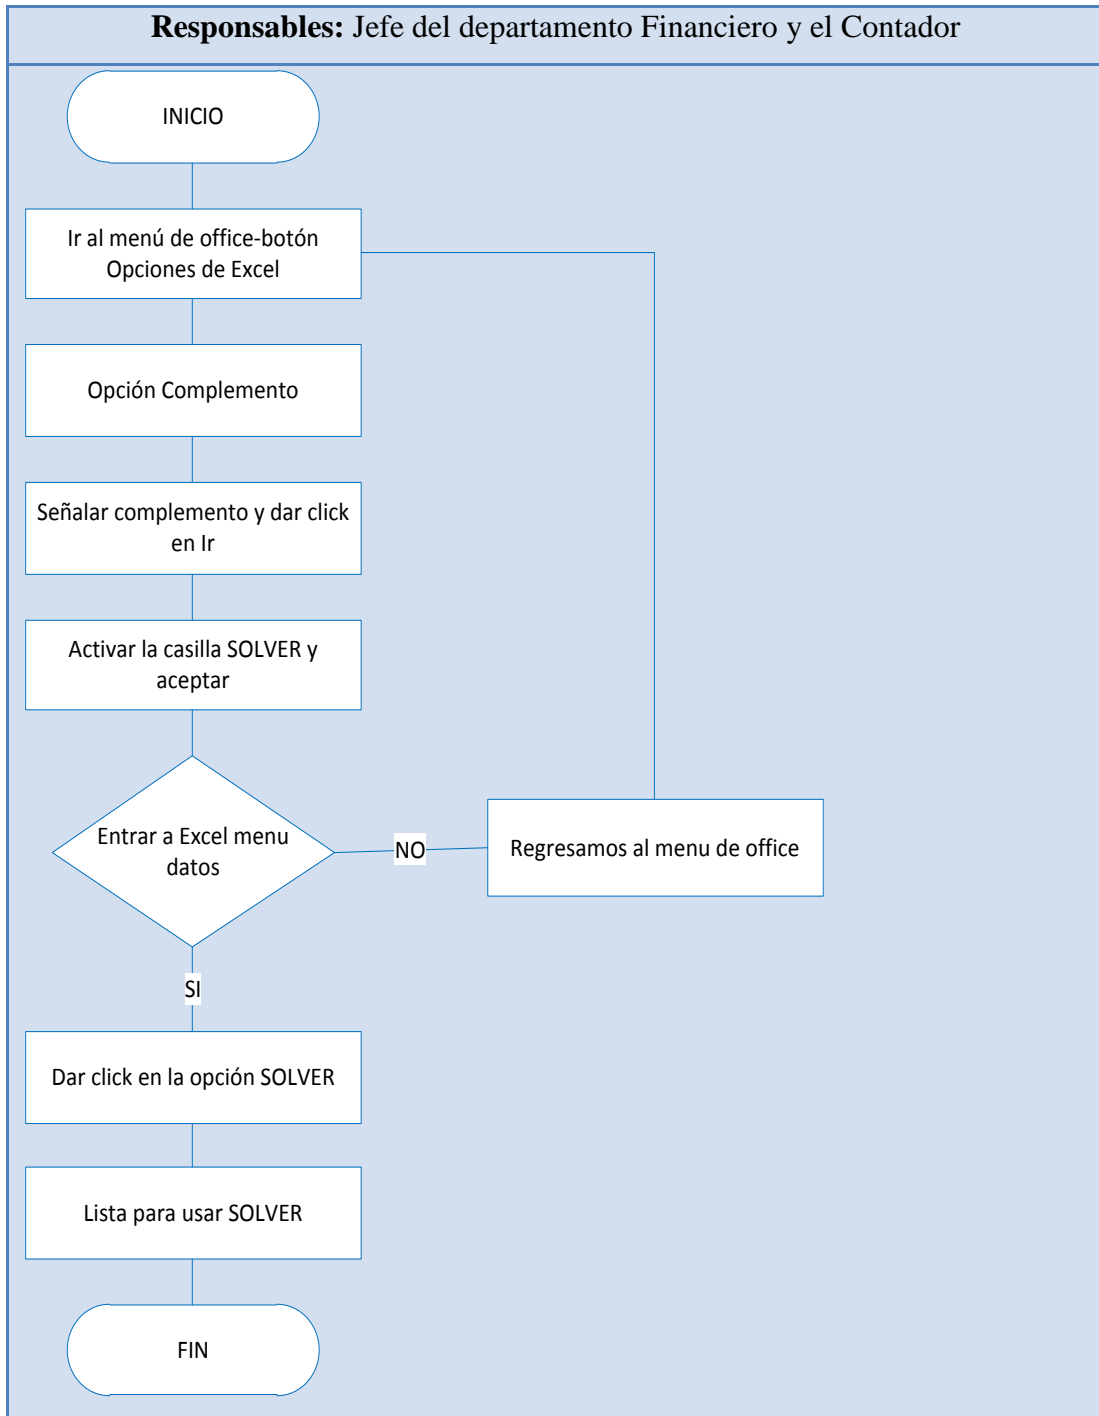 Responsables: Jefe del departamento Financiero y el Contador
INICIO
Ir al menú de office-botón
Opciones de Excel
Opción Complemento
Señalar complemento y dar click
en Ir
Activar la casilla SOLVER y
aceptar
Entrar a Excel menu
datos
NO
Regresamos al menu de office
SI
Dar click en la opción SOLVER
Lista para usar SOLVER
FIN